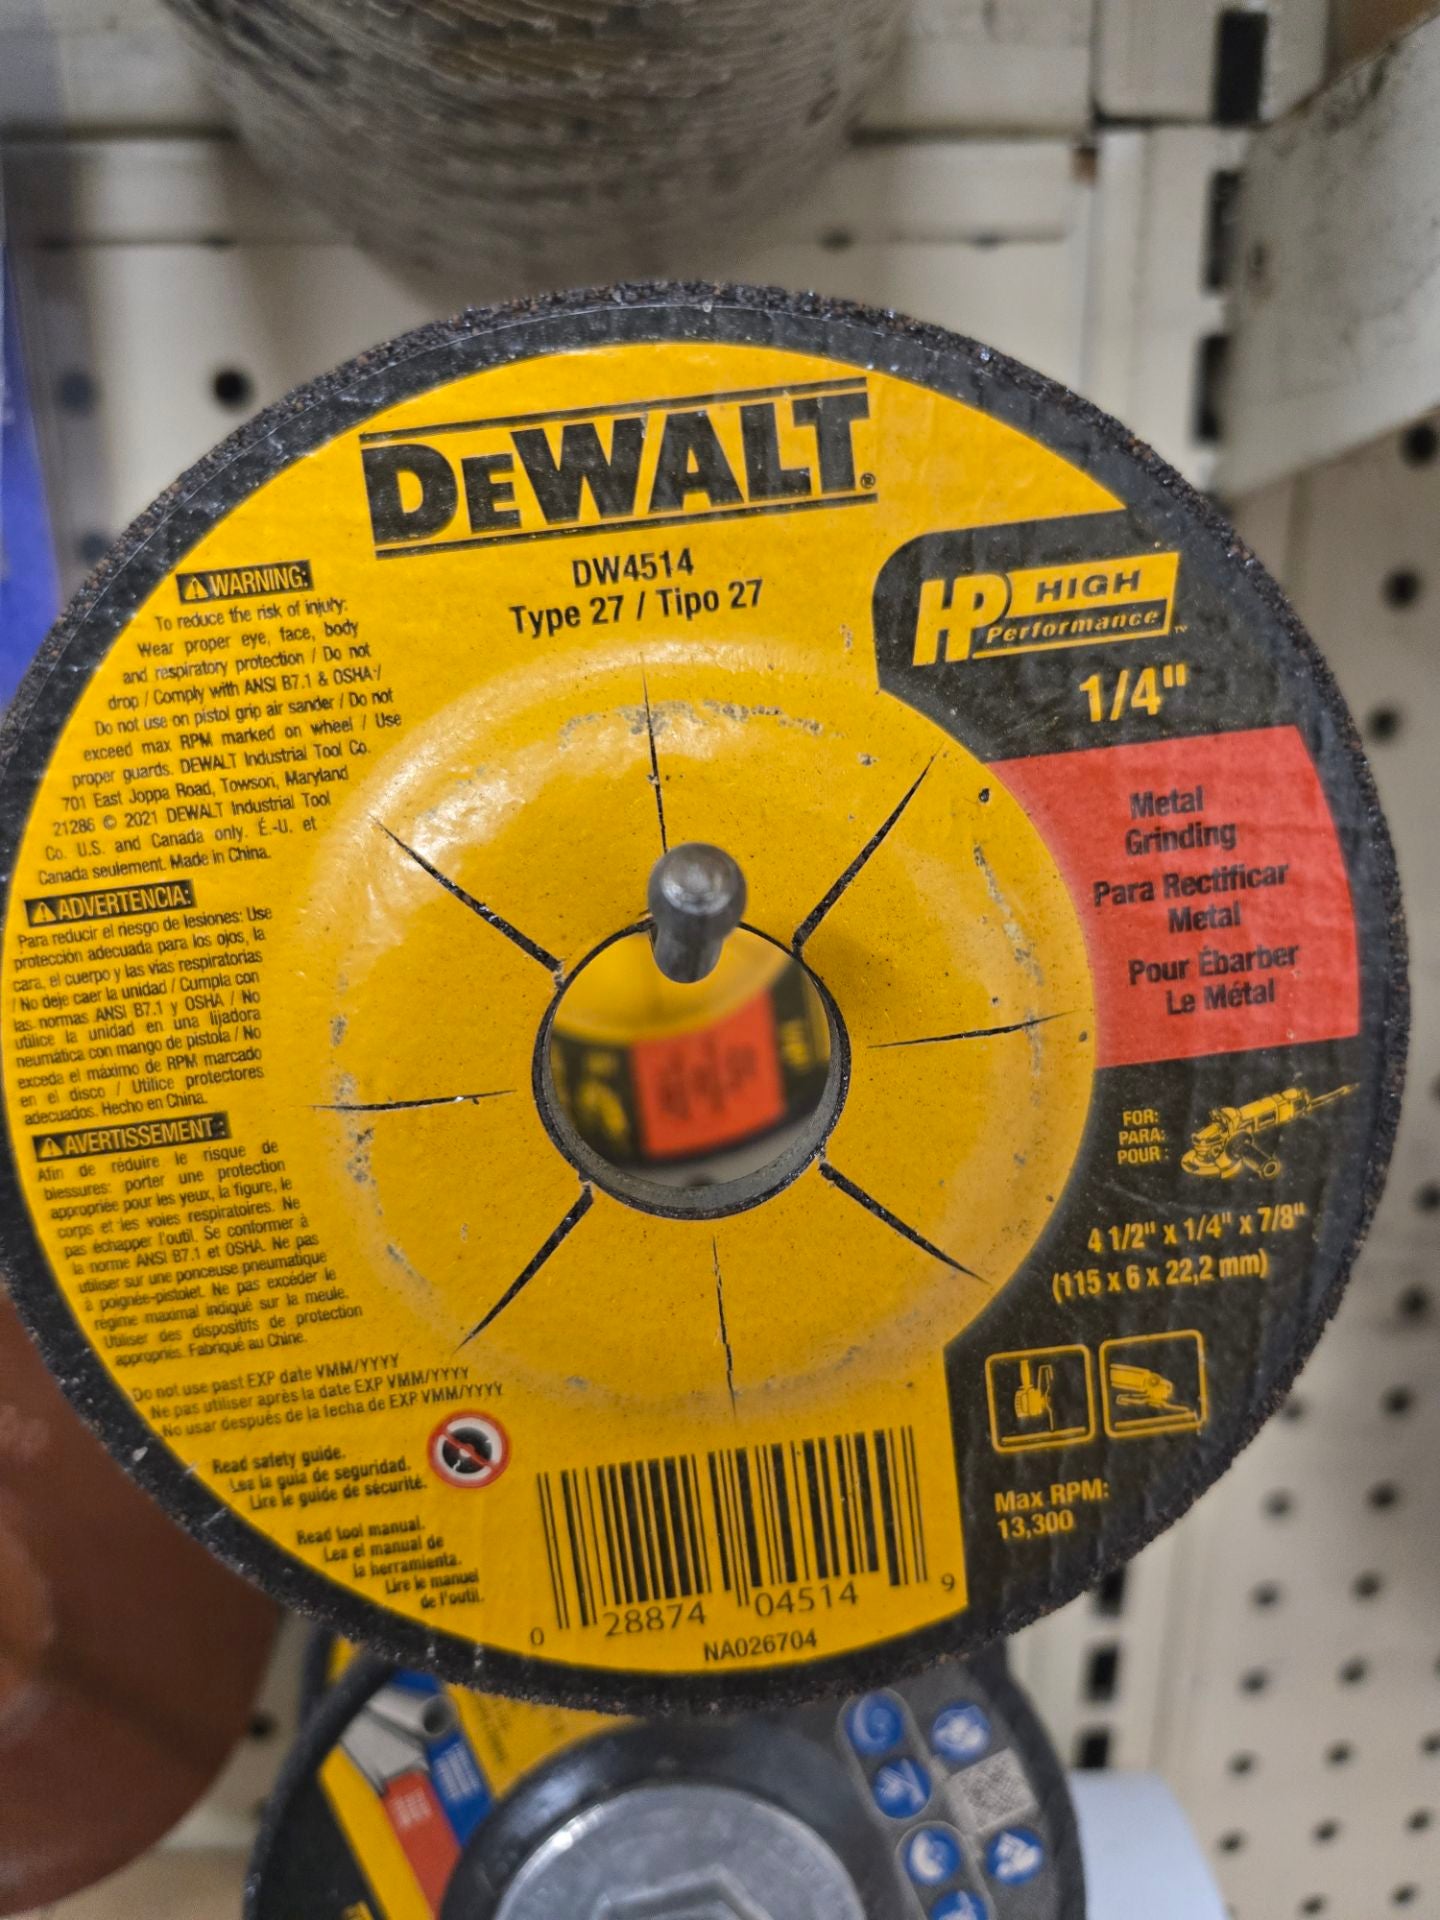 DEWALT®
DW4514
Type 27 / Tipo 27
HP HIGH
Performance™
1/4"
Metal
Grinding
Para Rectificar
Metal
Pour Ébarber
Le Métal
FOR:
PARA:
POUR :
4 1/2" x 1/4" x 7/8"
(115 x 6 x 22,2 mm)
Max RPM:
13,300
WARNING:
To reduce the risk of injury:
Wear proper eye, face, body
and respiratory protection / Do not
drop / Comply with ANSI B7.1 & OSHA /
Do not use on pistol grip air sander / Do not
exceed max RPM marked on wheel / Use
proper guards. DEWALT Industrial Tool Co.
701 East Joppa Road, Towson, Maryland
21286 © 2021 DEWALT Industrial Tool
Co. U.S. and Canada only. É.-U. et
Canada seulement. Made in China.
ADVERTENCIA:
Para reducir el riesgo de lesiones: Use
protección adecuada para los ojos, la
cara, el cuerpo y las vías respiratorias
/ No deje caer la unidad / Cumpla con
las normas ANSI B7.1 y OSHA / No
utilice la unidad en una lijadora
neumática con mango de pistola / No
exceda el máximo de RPM marcado
en el disco / Utilice protectores
adecuados. Hecho en China.
AVERTISSEMENT :
Afin de réduire le risque de
blessures: porter une protection
appropriée pour les yeux, la figure, le
corps et les voies respiratoires. Ne
pas échapper l'outil. Se conformer à
la norme ANSI B7.1 et OSHA. Ne pas
utiliser sur une ponceuse pneumatique
à poignée-pistolet. Ne pas excéder le
régime maximal indiqué sur la meule.
Utiliser des dispositifs de protection
appropriés. Fabriqué au Chine.
Do not use past EXP date VMM/YYYY
Ne pas utiliser après la date EXP VMM/YYYY
No usar después de la fecha de EXP VMM/YYYY
Read safety guide.
Lea la guía de seguridad.
Lire le guide de sécurité.
Read tool manual.
Lea el manual de
la herramienta.
Lire le manuel
de l'outil.
0 28874 04514 9
NA026704